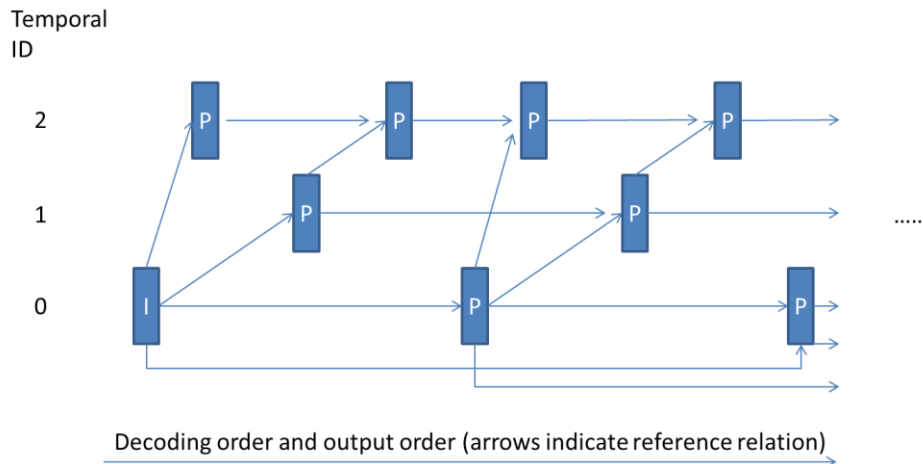 Temporal
ID
2 P P P P
1 P P .....
0 I P P
Decoding order and output order (arrows indicate reference relation)